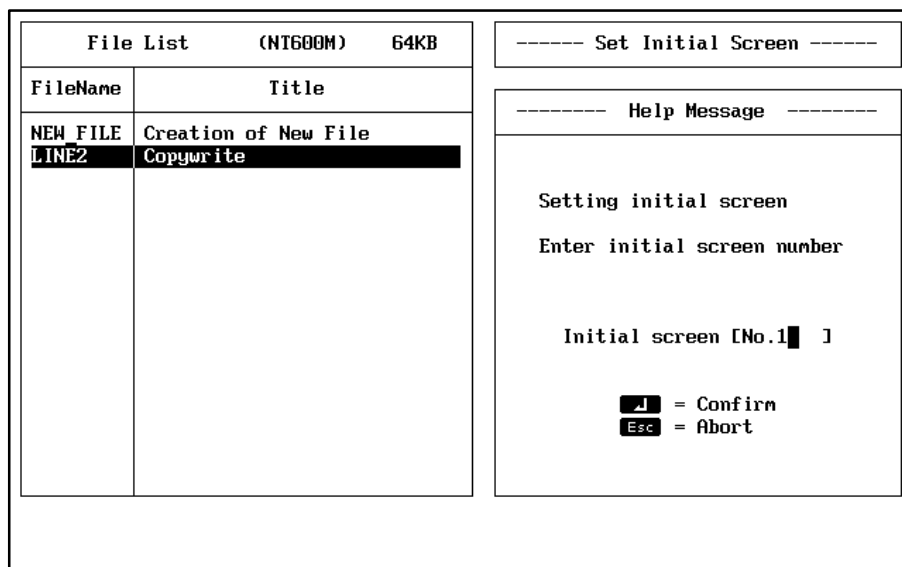 File List (NT600M) 64KB
FileName Title
NEW_FILE Creation of New File
LINE2 Copywrite
------ Set Initial Screen ------
-------- Help Message --------
Setting initial screen
Enter initial screen number
Initial screen [No.1 ]
↲ = Confirm
Esc = Abort